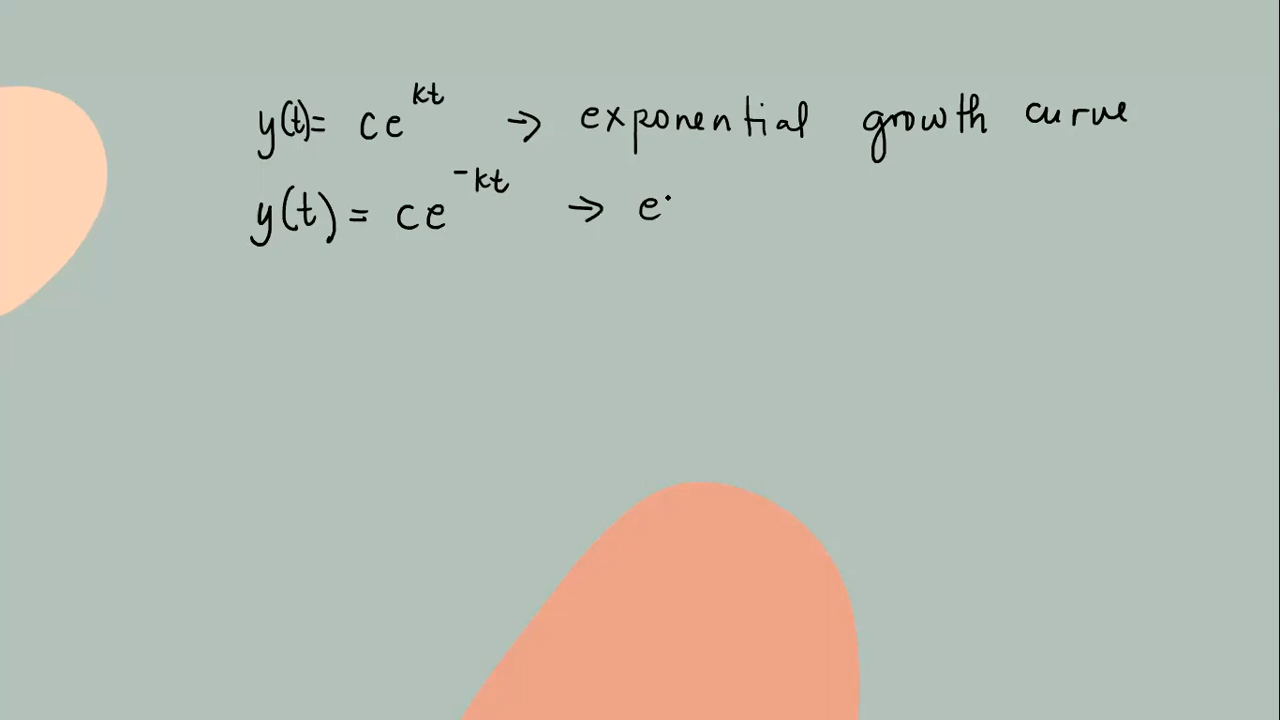 y(t)= ce^{kt} → exponential growth curve
y(t) = ce^{-kt} → e